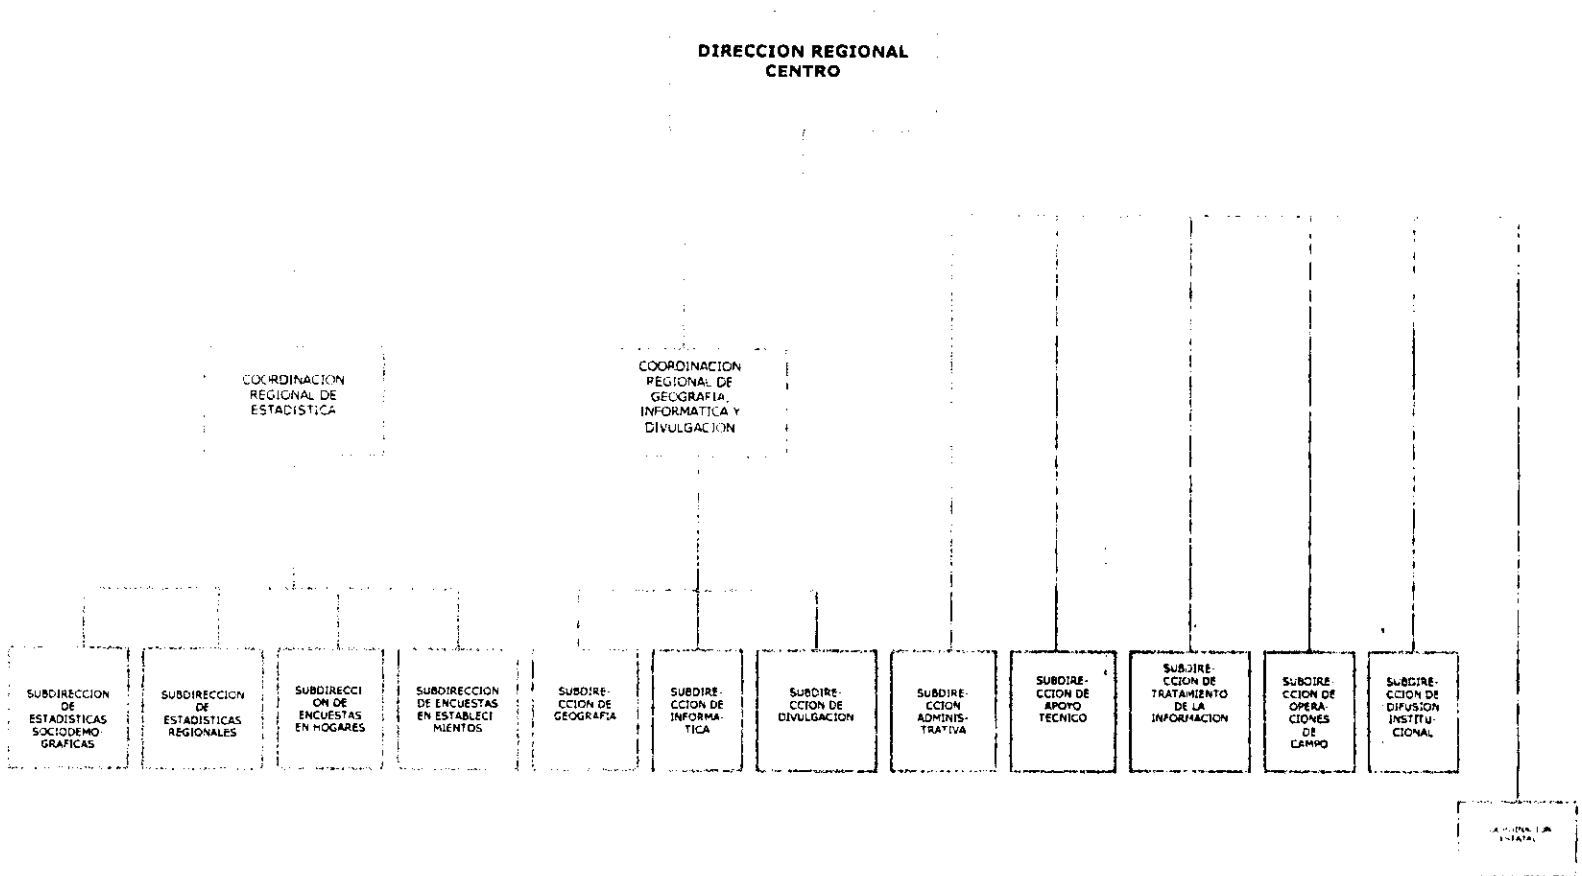 DIRECCION REGIONAL
CENTRO
COORDINACION
REGIONAL DE
ESTADISTICA
COORDINACION
REGIONAL DE
GEOGRAFIA,
INFORMATICA Y
DIVULGACION
SUBDIRECCION
DE
ESTADISTICAS
SOCIODEMO-
GRAFICAS
SUBDIRECCION
DE
ESTADISTICAS
REGIONALES
SUBDIRECCI
ON DE
ENCUESTAS
EN HOGARES
SUBDIRECCION
DE ENCUESTAS
EN ESTABLECI
MIENTOS
SUBDIRE-
CCION DE
GEOGRAFIA
SUBDIRE-
CCION DE
INFORMA-
TICA
SUBDIRE-
CCION DE
DIVULGACION
SUBDIRE-
CCION
ADMINIS-
TRATIVA
SUBDIRE-
CCION DE
APOYO
TECNICO
SUBDIRE-
CCION DE
TRATAMIENTO
DE LA
INFORMACION
SUBDIRE-
CCION DE
OPERA-
CIONES
DE
CAMPO
SUBDIRE-
CCION DE
DIFUSION
INSTITU-
CIONAL
COORDINACION
ESTATAL